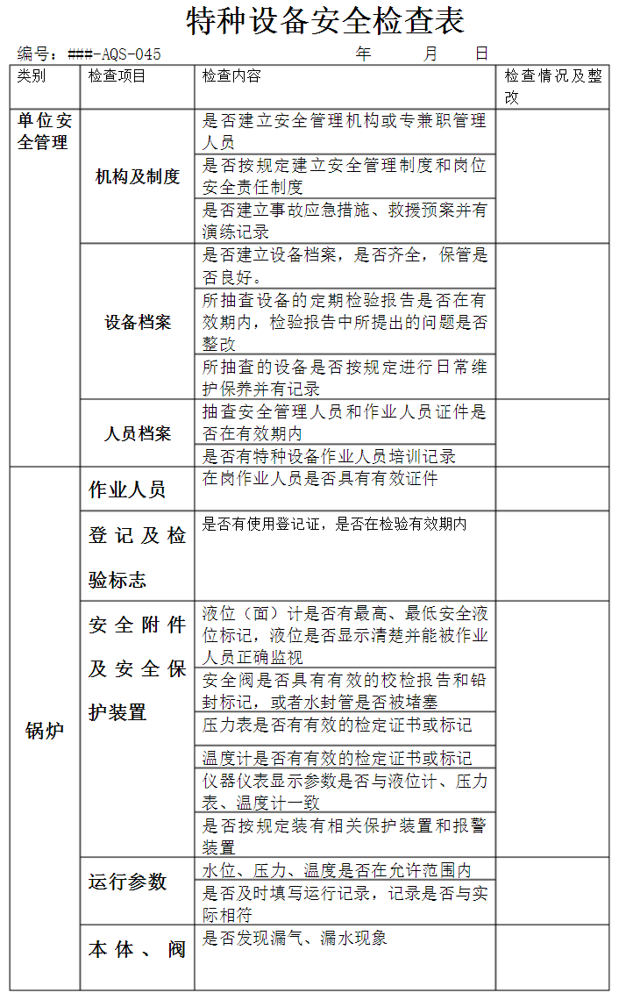 特种设备安全检查表
编号：###-AQS-045 年 月 日
类别 检查项目 检查内容 检查情况及整
改
单位安
全管理
机构及制度
是否建立安全管理机构或专兼职管理
人员
是否按规定建立安全管理制度和岗位
安全责任制度
是否建立事故应急措施、救援预案并有
演练记录
设备档案
是否建立设备档案，是否齐全，保管是
否良好。
所抽查设备的定期检验报告是否在有
效期内，检验报告中所提出的问题是否
整改
所抽查的设备是否按规定进行日常维
护保养并有记录
人员档案
抽查安全管理人员和作业人员证件是
否在有效期内
是否有特种设备作业人员培训记录
锅炉
作业人员
在岗作业人员是否具有有效证件
登记及检
验标志
是否有使用登记证，是否在检验有效期内
安全附件
及安全保
护装置
液位（面）计是否有最高、最低安全液
位标记，液位是否显示清楚并能被作业
人员正确监视
安全阀是否具有有效的校检报告和铅
封标记，或者水封管是否被堵塞
压力表是否有有效的检定证书或标记
温度计是否有有效的检定证书或标记
仪器仪表显示参数是否与液位计、压力
表、温度计一致
是否按规定装有相关保护装置和报警
装置
运行参数
水位、压力、温度是否在允许范围内
是否及时填写运行记录，记录是否与实
际相符
本体、阀
是否发现漏气、漏水现象